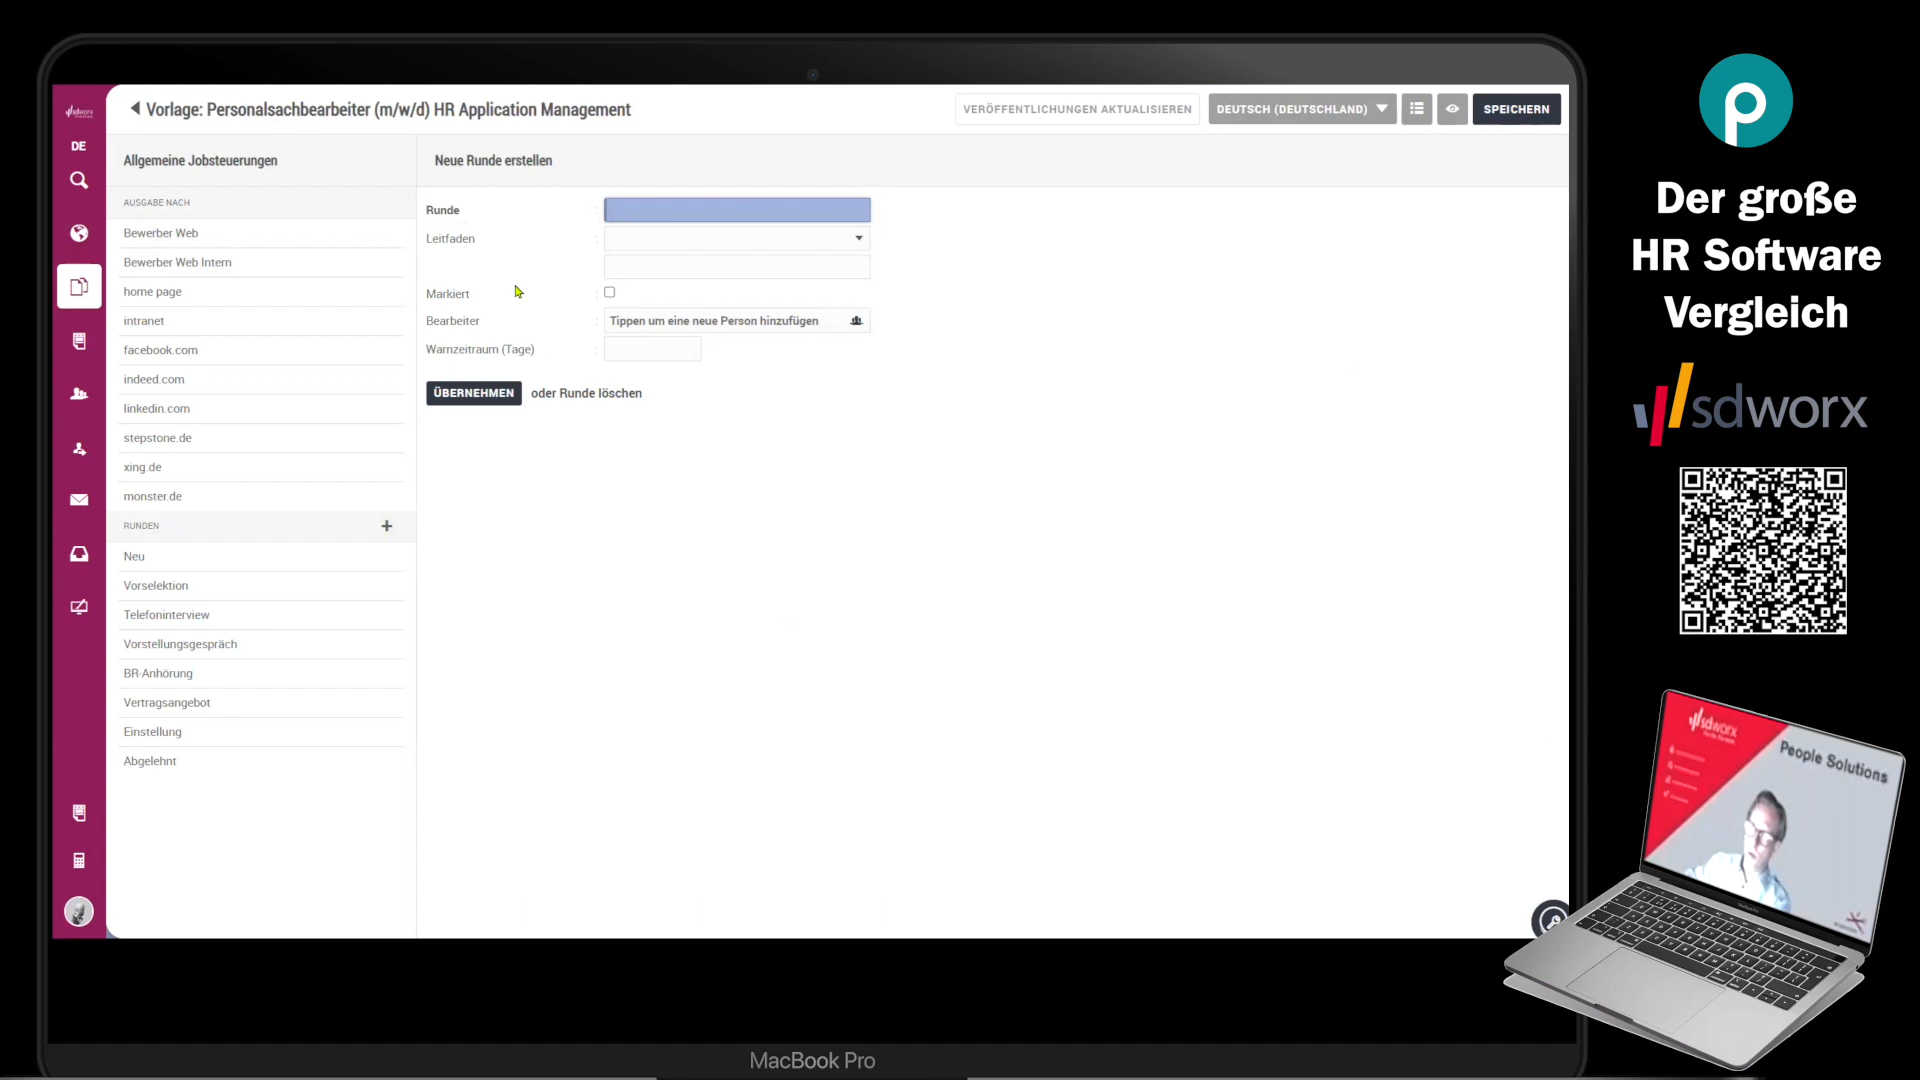 Vorlage: Personalsachbearbeiter (m/w/d) HR Application Management
VERÖFFENTLICHUNGEN AKTUALISIEREN
DEUTSCH (DEUTSCHLAND)
SPEICHERN
sdworx
DE
Allgemeine Jobsteuerungen
AUSGABE NACH
Bewerber Web
Bewerber Web Intern
home page
intranet
facebook.com
indeed.com
linkedin.com
stepstone.de
xing.de
monster.de
RUNDEN
Neu
Vorselektion
Telefoninterview
Vorstellungsgespräch
BR-Anhörung
Vertragsangebot
Einstellung
Abgelehnt
Neue Runde erstellen
Runde :
Leitfaden :
Markiert :
Bearbeiter : Tippen um eine neue Person hinzufügen
Warnzeitraum (Tage) :
ÜBERNEHMEN oder Runde löschen
Der große
HR Software
Vergleich
sdworx
sdworx
People Solutions
MacBook Pro